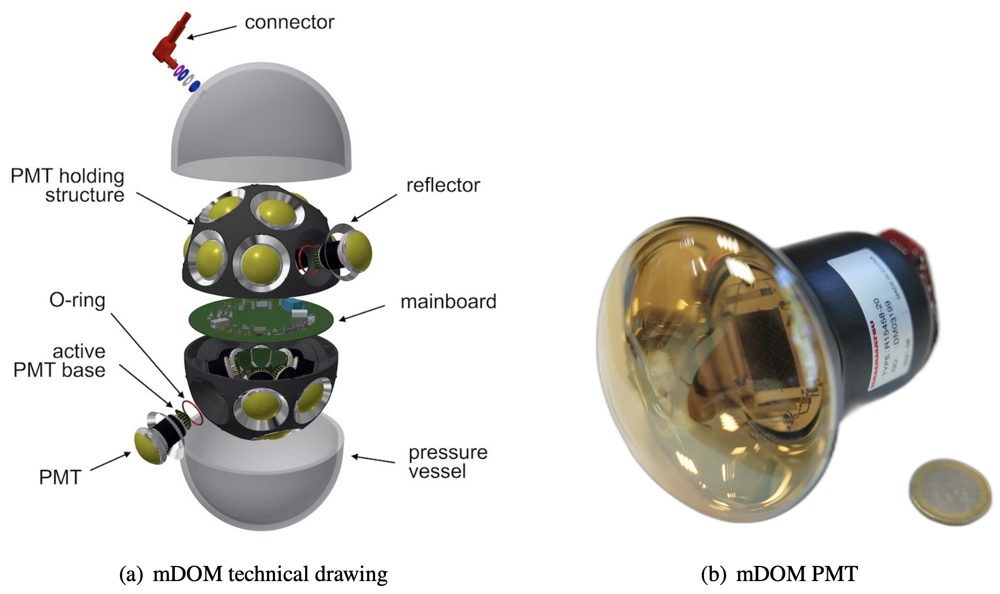 connector
PMT holding
structure
reflector
O-ring
mainboard
active
PMT base
pressure
vessel
PMT
HAMAMATSU
TYPE : R15458-20
NO. : DM03199
MADE IN CHINA
(a) mDOM technical drawing
(b) mDOM PMT